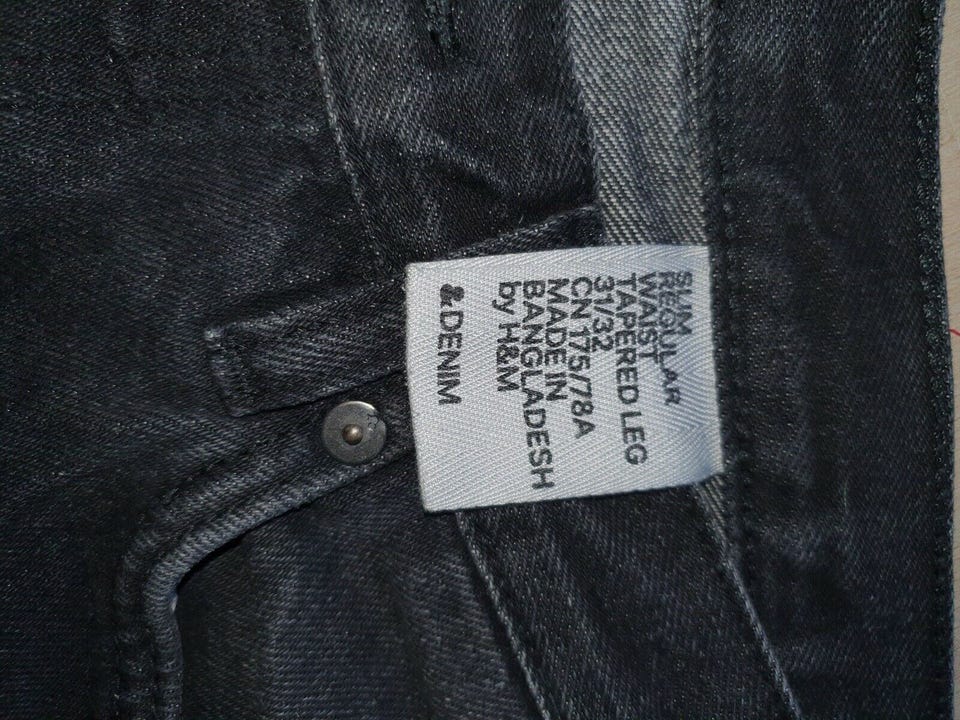 SLIM
REGULAR
WAIST
TAPERED LEG
31/32
CN 175/78A
MADE IN
BANGLADESH
by H&M
&DENIM